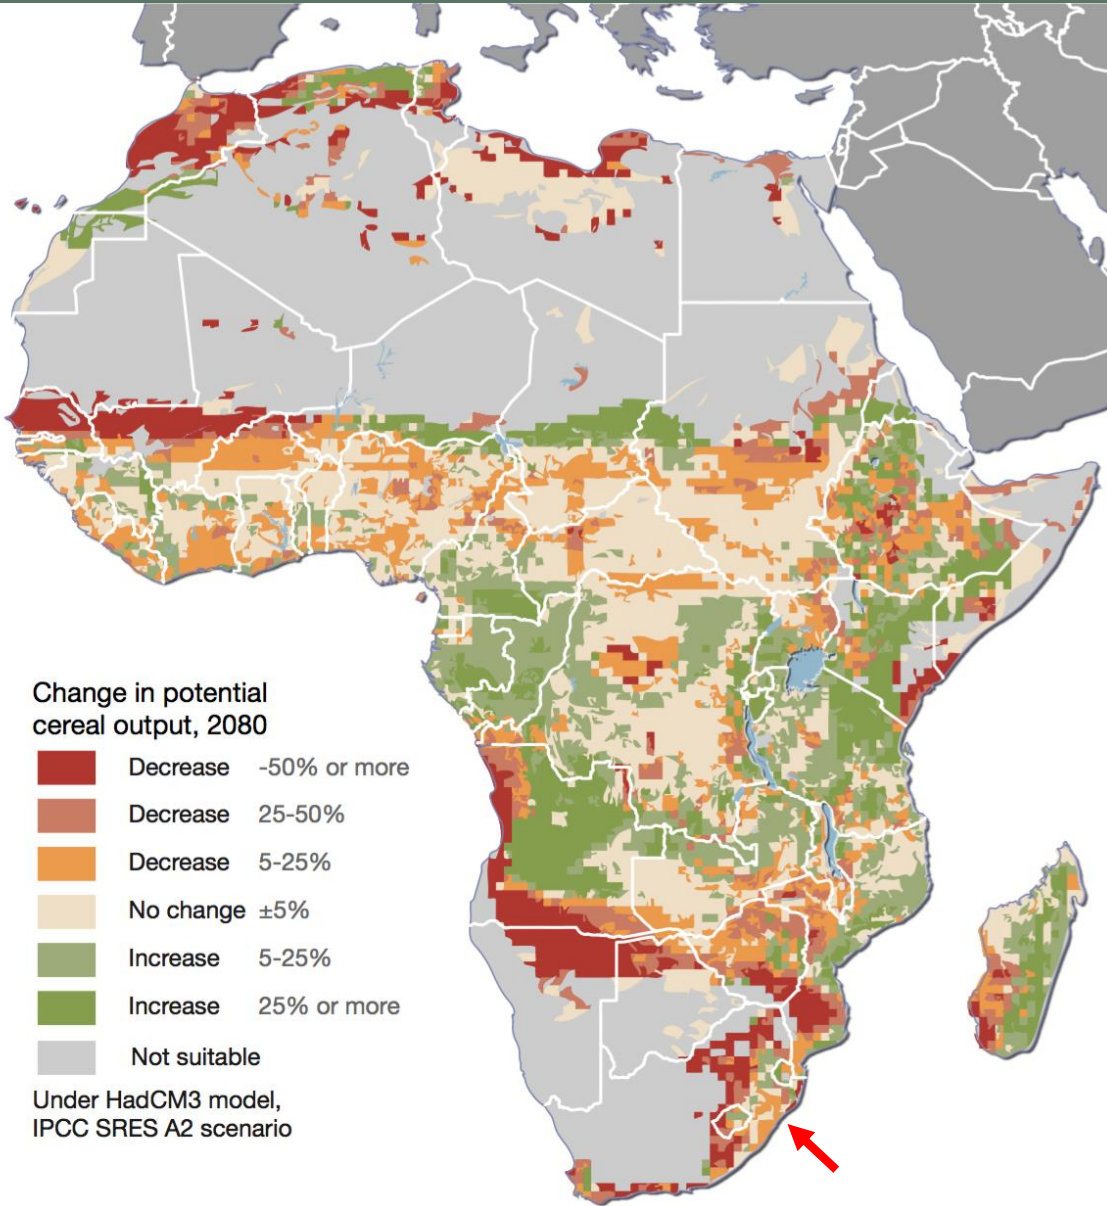 Change in potential
cereal output, 2080
Decrease -50% or more
Decrease 25-50%
Decrease 5-25%
No change ±5%
Increase 5-25%
Increase 25% or more
Not suitable
Under HadCM3 model,
IPCC SRES A2 scenario